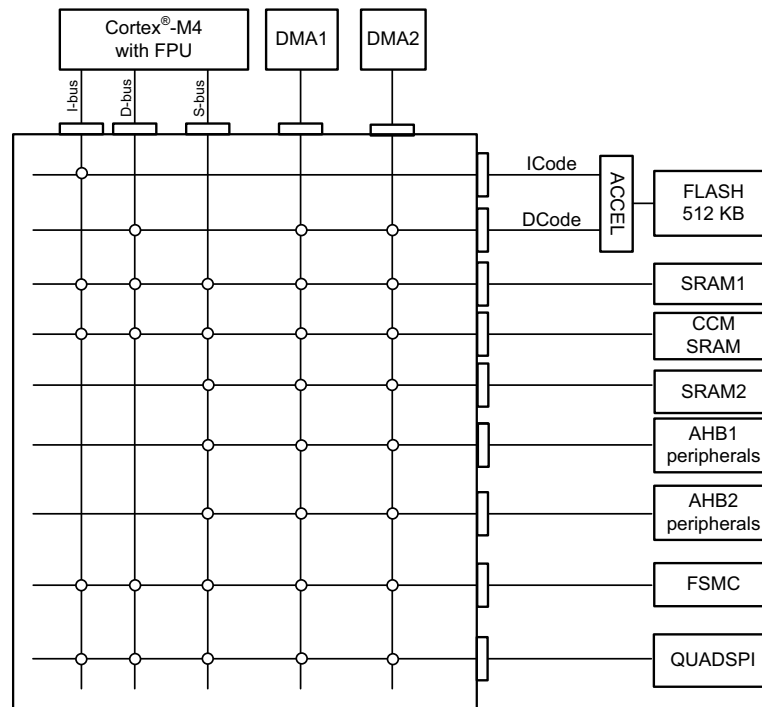 Cortex®-M4
with FPU
DMA1
DMA2
I-bus
D-bus
S-bus
ICode
DCode
ACCEL
FLASH
512 KB
SRAM1
CCM
SRAM
SRAM2
AHB1
peripherals
AHB2
peripherals
FSMC
QUADSPI